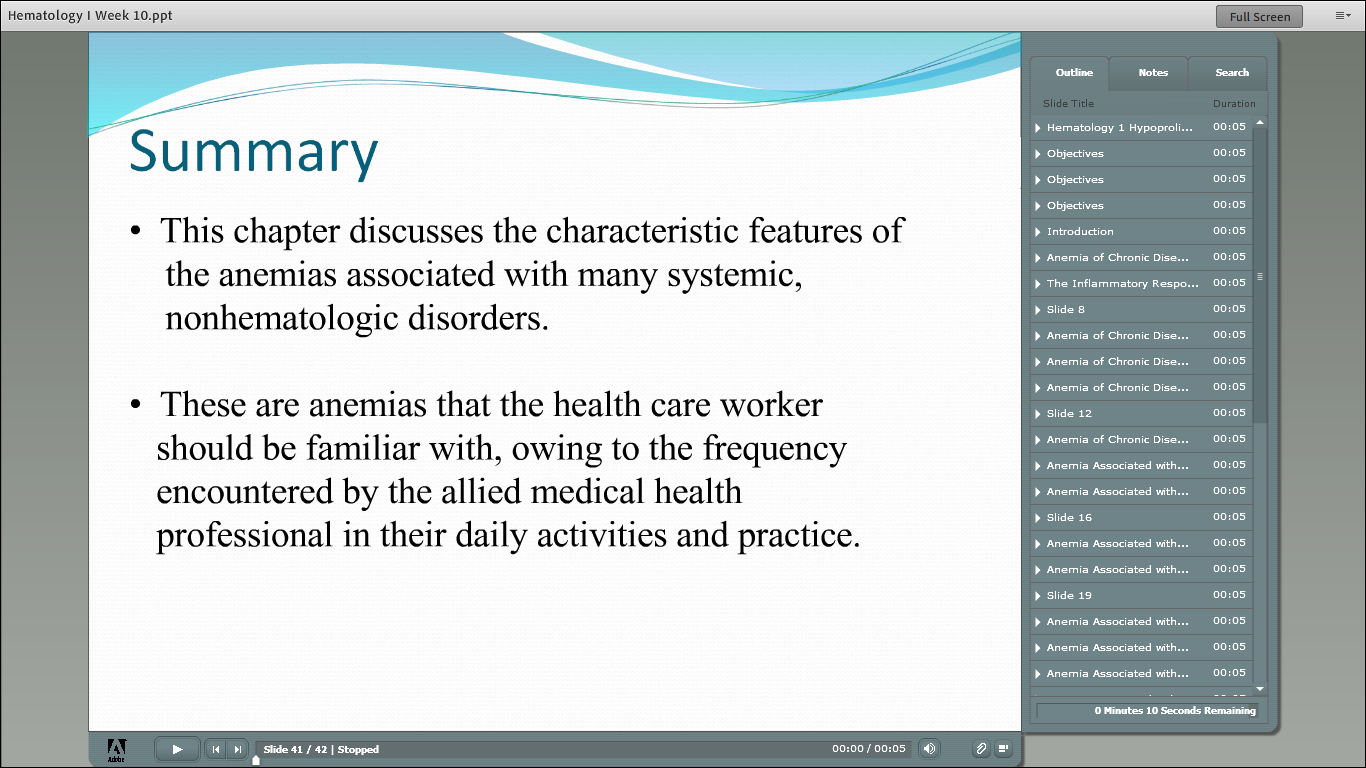 Hematology I Week 10.ppt
Full Screen
Summary
• This chapter discusses the characteristic features of
the anemias associated with many systemic,
nonhematologic disorders.
• These are anemias that the health care worker
should be familiar with, owing to the frequency
encountered by the allied medical health
professional in their daily activities and practice.
Outline Notes Search
Slide Title Duration
Hematology 1 Hypoproli... 00:05
Objectives 00:05
Objectives 00:05
Objectives 00:05
Introduction 00:05
Anemia of Chronic Dise... 00:05
The Inflammatory Respo... 00:05
Slide 8 00:05
Anemia of Chronic Dise... 00:05
Anemia of Chronic Dise... 00:05
Anemia of Chronic Dise... 00:05
Slide 12 00:05
Anemia of Chronic Dise... 00:05
Anemia Associated with... 00:05
Anemia Associated with... 00:05
Slide 16 00:05
Anemia Associated with... 00:05
Anemia Associated with... 00:05
Slide 19 00:05
Anemia Associated with... 00:05
Anemia Associated with... 00:05
Anemia Associated with... 00:05
0 Minutes 10 Seconds Remaining
Adobe
Slide 41 / 42 | Stopped
00:00 / 00:05